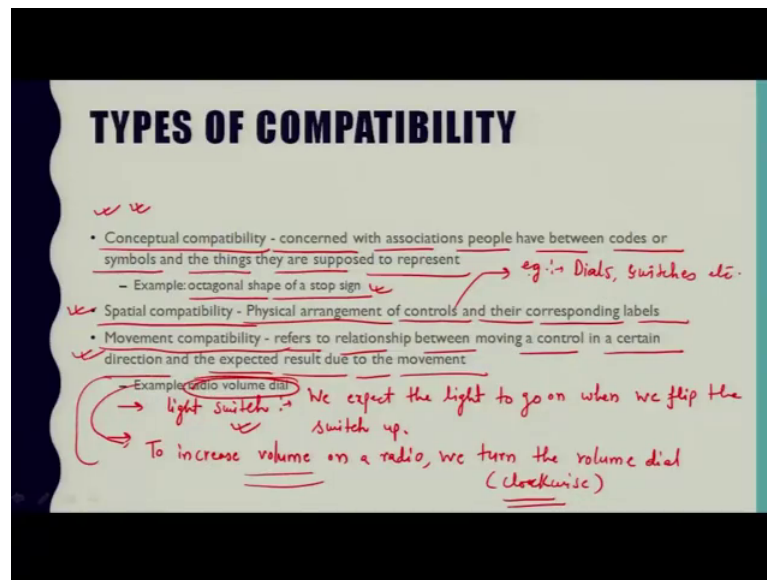 TYPES OF COMPATIBILITY
• Conceptual compatibility - concerned with associations people have between codes or
symbols and the things they are supposed to represent
– Example: octagonal shape of a stop sign
eg :→ Dials, switches etc.
• Spatial compatibility - Physical arrangement of controls and their corresponding labels
• Movement compatibility - refers to relationship between moving a control in a certain
direction and the expected result due to the movement
– Example: radio volume dial
→ light switch :→ We expect the light to go on when we flip the
switch up.
→ To increase volume on a radio, we turn the volume dial
(clockwise)